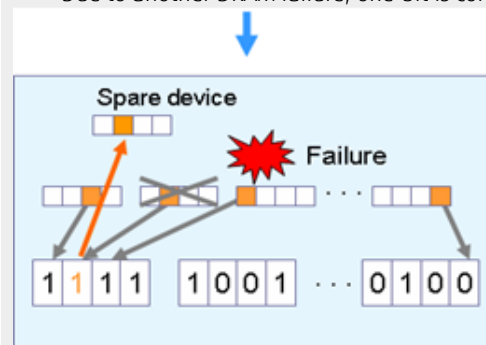 Spare device
Failure
· · ·
1 1 1 1 1 0 0 1 · · · 0 1 0 0